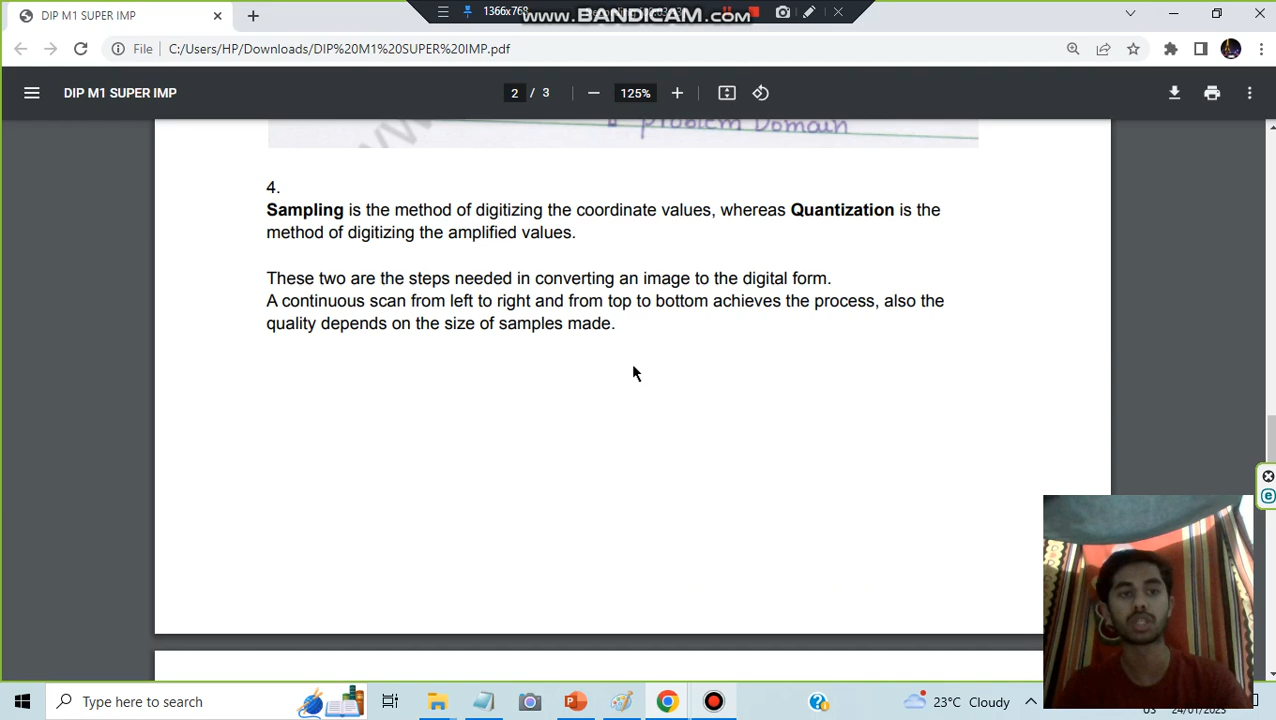 DIP M1 SUPER IMP
1366x768
www.BANDICAM.com
File
C:/Users/HP/Downloads/DIP%20M1%20SUPER%20IMP.pdf
DIP M1 SUPER IMP
2 / 3
125%
Problem Domain
4.
Sampling is the method of digitizing the coordinate values, whereas Quantization is the
method of digitizing the amplified values.
These two are the steps needed in converting an image to the digital form.
A continuous scan from left to right and from top to bottom achieves the process, also the
quality depends on the size of samples made.
Type here to search
23°C Cloudy
24/01/2023